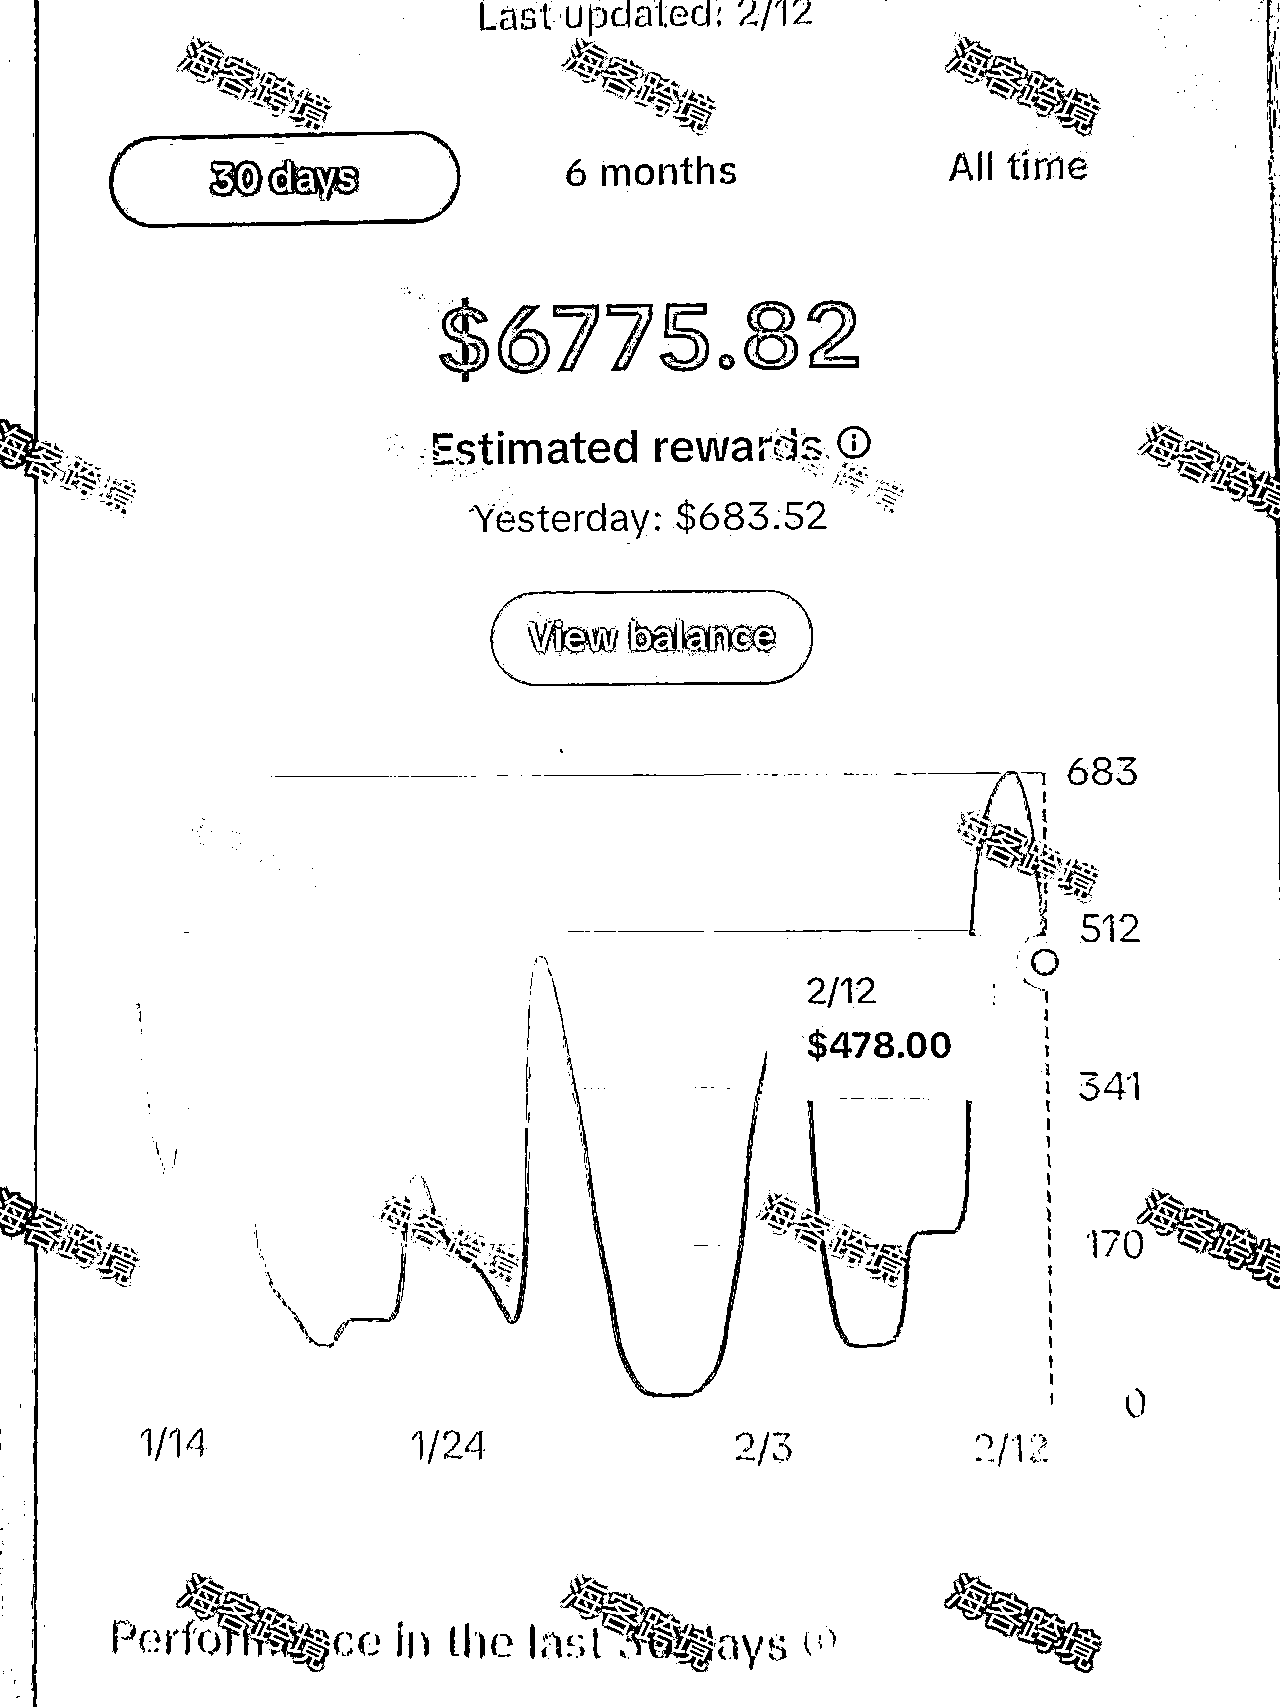 Last updated: 2/12
海客跨境 海客跨境 海客跨境
30 days 6 months All time
$6775.82
Estimated rewards
海客跨境 海客跨境
Yesterday: $683.52
View balance
683
海客跨境
512
2/12
$478.00
341
海客跨境 海客跨境 海客跨境 海客跨境
170
0
1/14 1/24 2/3 2/12
海客跨境 海客跨境 海客跨境
Performance in the last 30 days